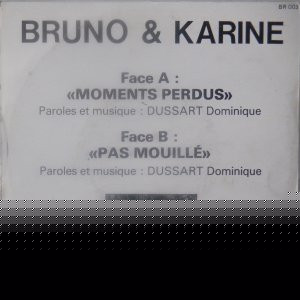 BR 003
BRUNO & KARINE
Face A :
«MOMENTS PERDUS»
Paroles et musique : DUSSART Dominique
Face B :
«PAS MOUILLÉ»
Paroles et musique : DUSSART Dominique